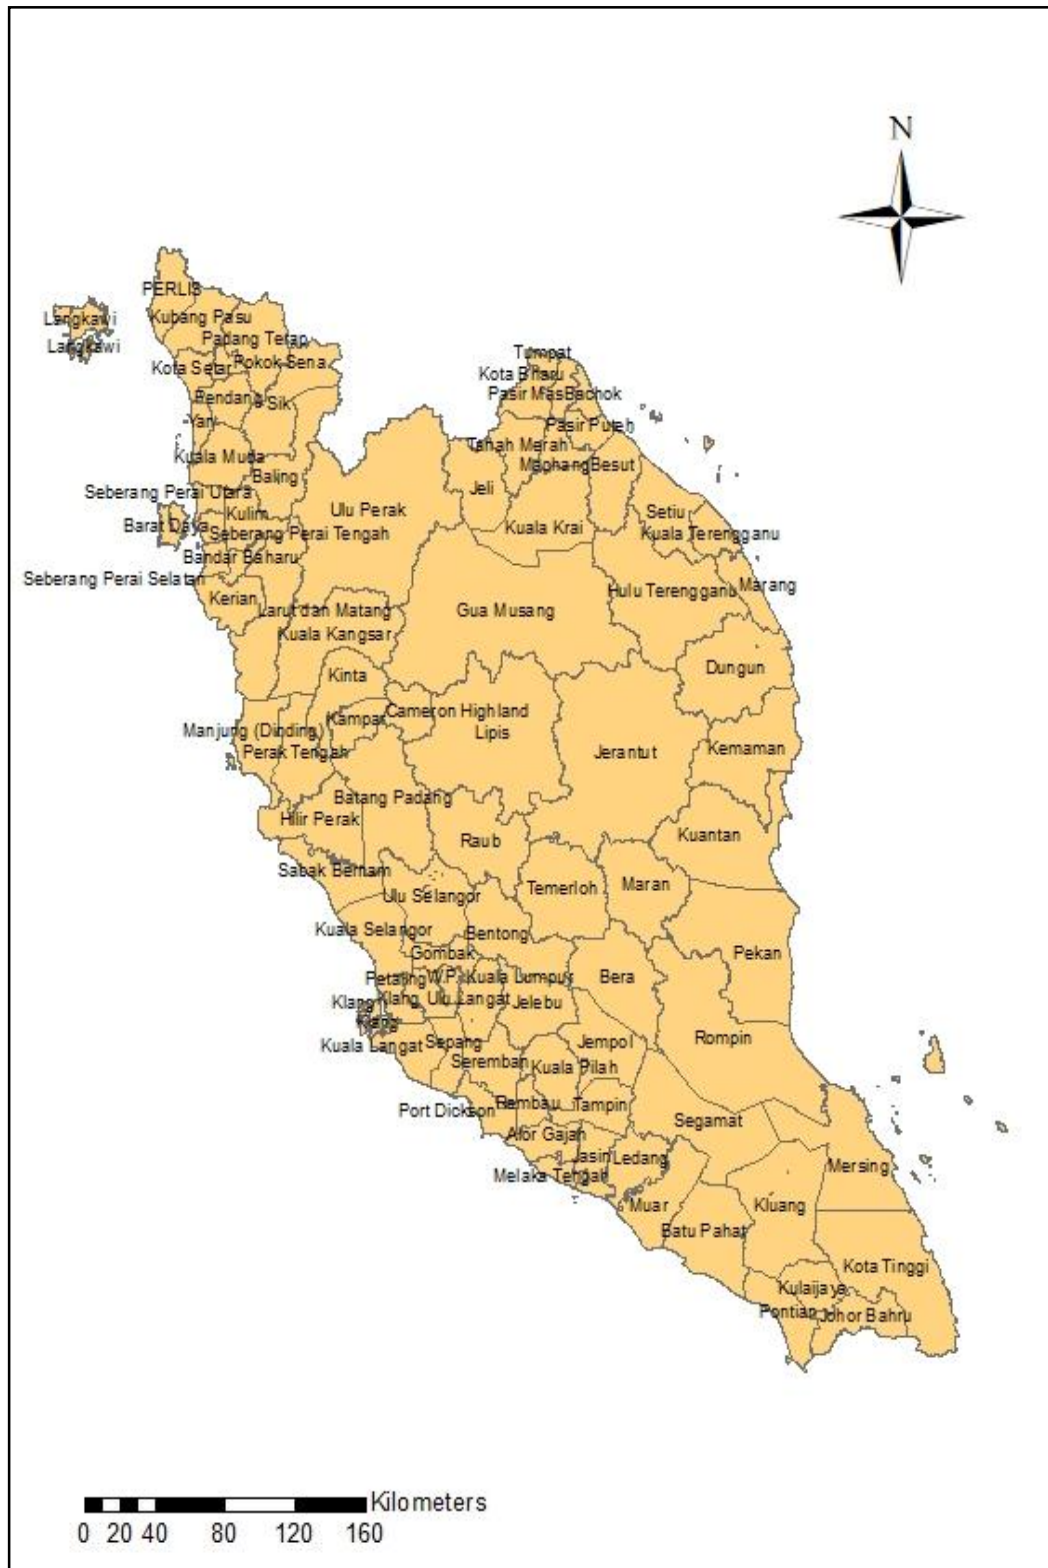 N
PERLIS
Langkawi
Kubang Pasu
Padang Tetap
Langkawi
Tumpat
Kota Setar
Pokok Sena
Kota Bharu
Pendang
Sik
Pasir Mas
Bachok
Yan
Pasir Puteh
Tanah Merah
Kuala Muda
Machang
Besut
Baling
Jeli
Seberang Perai Utara
Ulu Perak
Setiu
Kulim
Barat Daya
Kuala Krai
Seberang Perai Tengah
Kuala Terengganu
Bandar Baharu
Seberang Perai Selatan
Marang
Hulu Terengganu
Kerian
Larut dan Matang
Gua Musang
Kuala Kangsar
Dungun
Kinta
Cameron Highland
Kampar
Manjung (Dinding)
Lipis
Perak Tengah
Jerantut
Kemaman
Batang Padang
Hilir Perak
Kuantan
Raub
Sabak Bernam
Maran
Temerloh
Ulu Selangor
Kuala Selangor
Bentong
Gombak
Pekan
Petaling
W.P. Kuala Lumpur
Bera
Klang
Klang
Ulu Langat
Jelebu
Klang
Rompin
Kuala Langat
Sepang
Jempol
Seremban
Kuala Pilah
Port Dickson
Rembau
Tampin
Segamat
Alor Gajah
Jasin
Ledang
Mersing
Melaka Tengah
Muar
Kluang
Batu Pahat
Kota Tinggi
Kulaijaya
Pontian
Johor Bahru
Kilometers
0 20 40 80 120 160